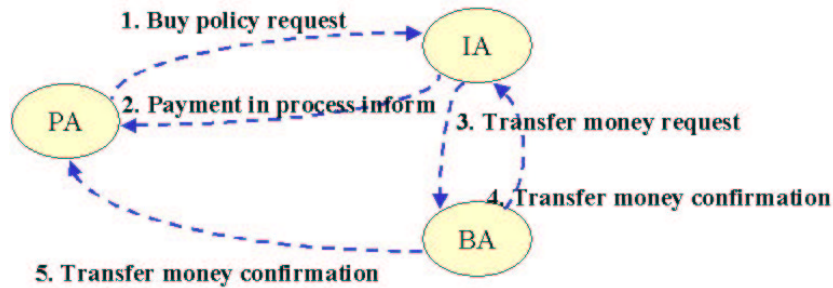 1. Buy policy request
IA
2. Payment in process inform
PA
3. Transfer money request
4. Transfer money confirmation
BA
5. Transfer money confirmation